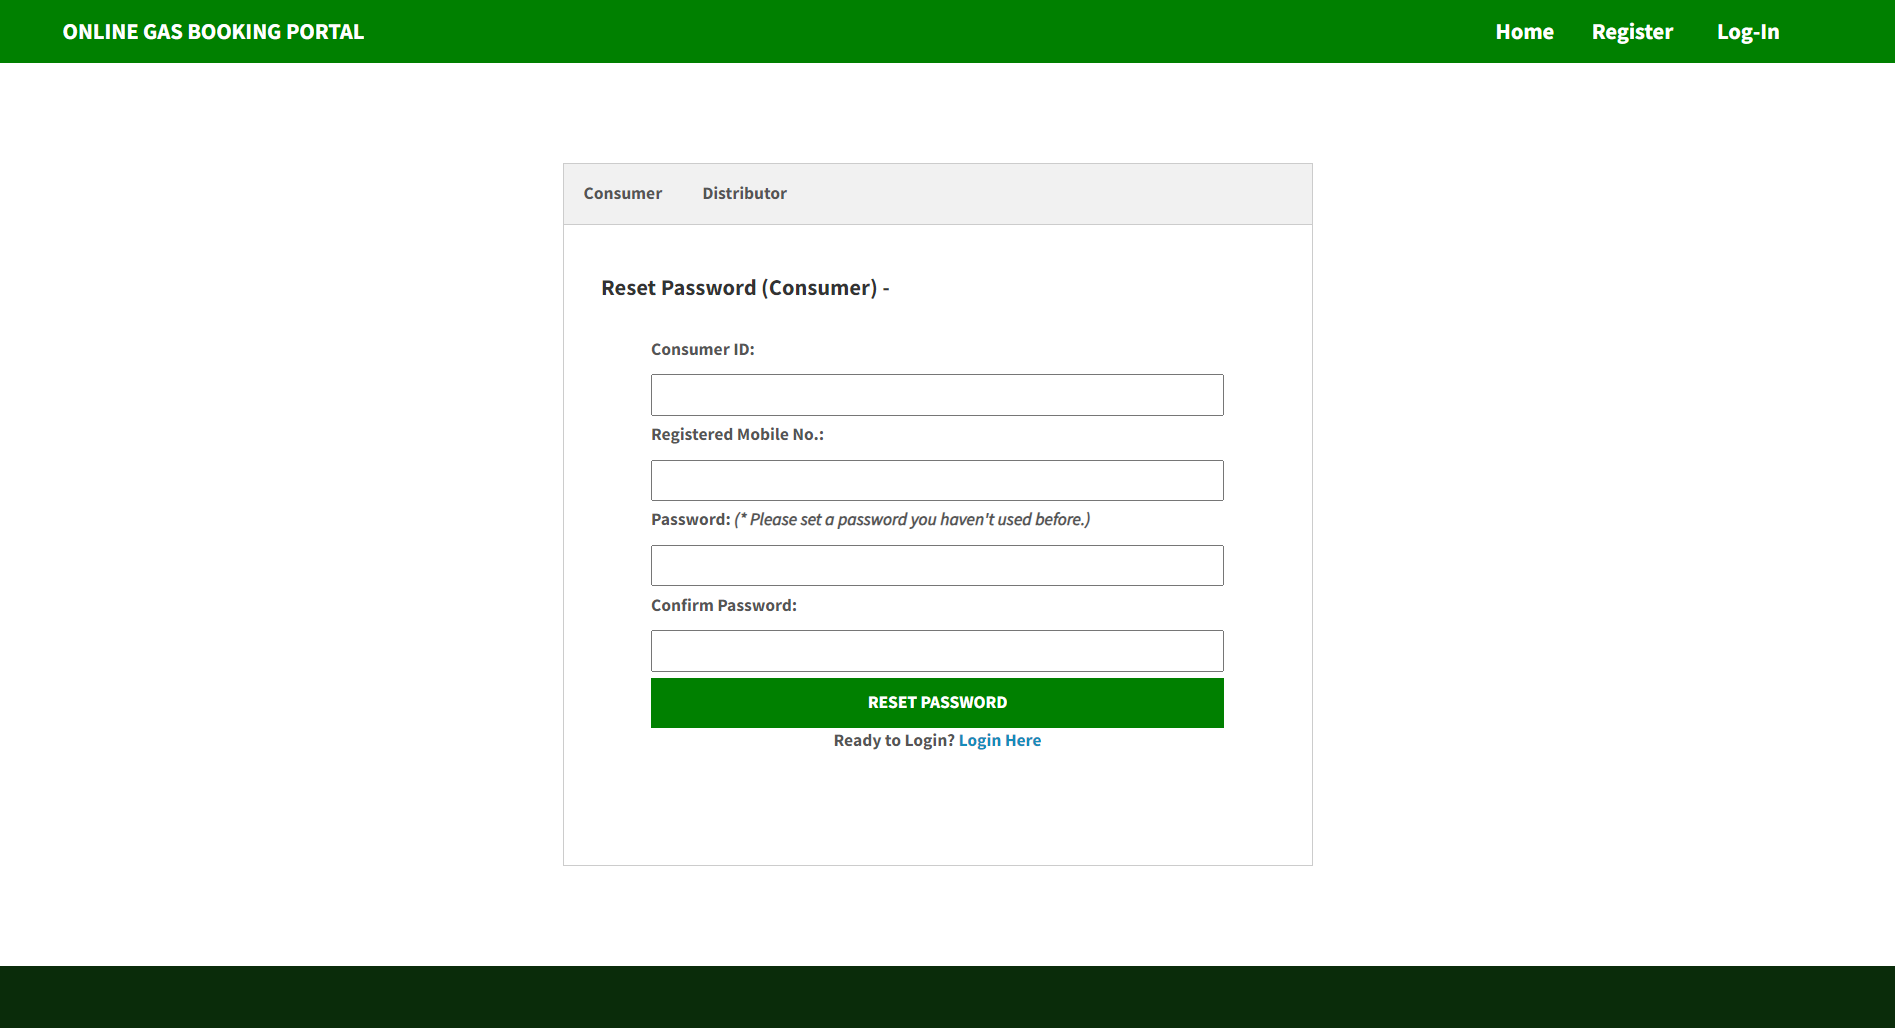 ONLINE GAS BOOKING PORTAL Home Register Log-In
Consumer Distributor
Reset Password (Consumer) -
Consumer ID:
Registered Mobile No.:
Password: (* Please set a password you haven't used before.)
Confirm Password:
RESET PASSWORD
Ready to Login? Login Here